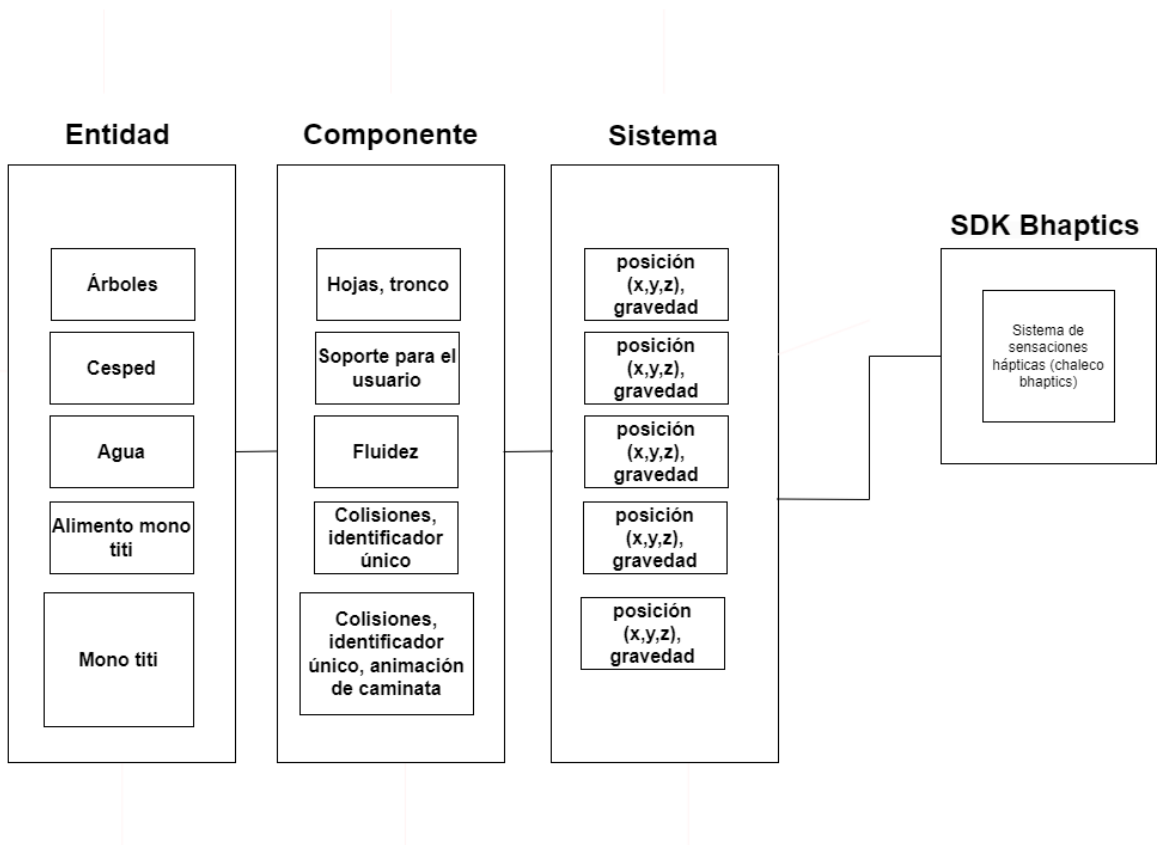 Entidad
Componente
Sistema
SDK Bhaptics
Árboles
Cesped
Agua
Alimento mono
titi
Mono titi
Hojas, tronco
Soporte para el
usuario
Fluidez
Colisiones,
identificador
único
Colisiones,
identificador
único, animación
de caminata
posición
(x,y,z),
gravedad
posición
(x,y,z),
gravedad
posición
(x,y,z),
gravedad
posición
(x,y,z),
gravedad
posición
(x,y,z),
gravedad
Sistema de
sensaciones
hápticas (chaleco
bhaptics)